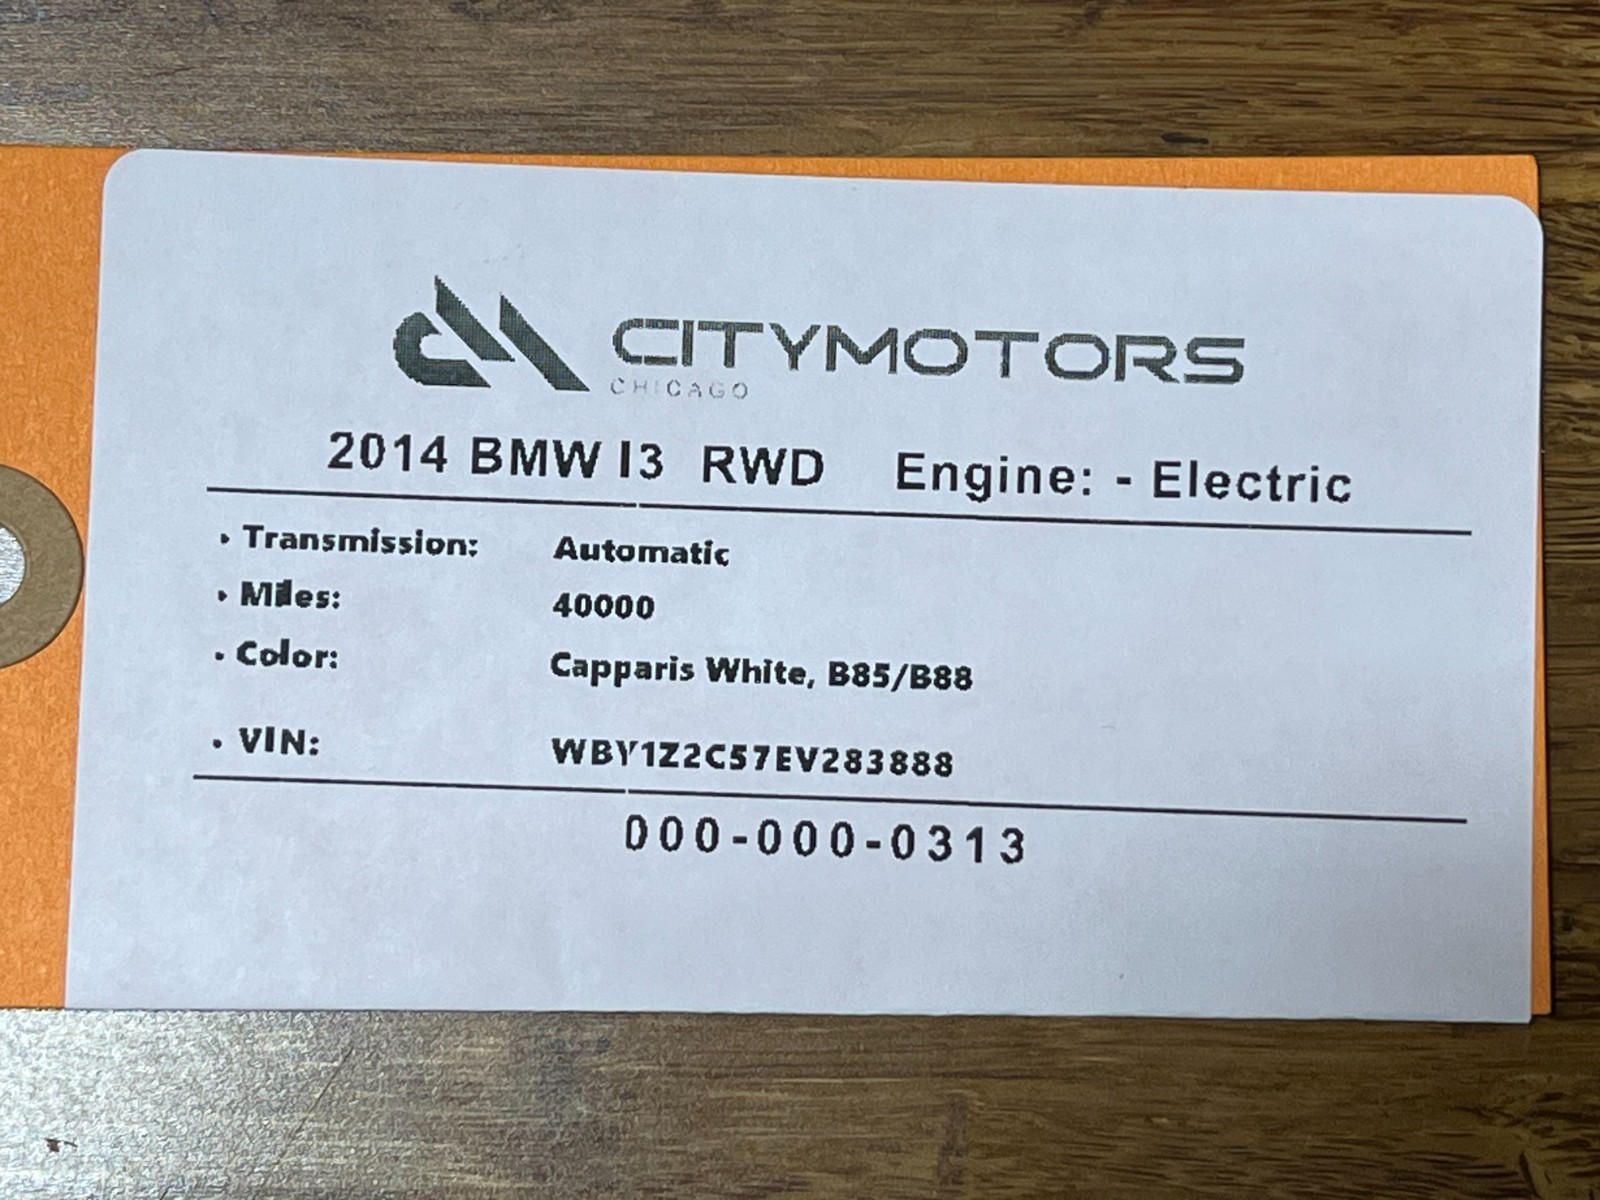 CITYMOTORS
CHICAGO
2014 BMW I3 RWD Engine: - Electric
Transmission: Automatic
Miles: 40000
Color: Capparis White, B85/B88
VIN: WBY1Z2C57EV283888
000-000-0313